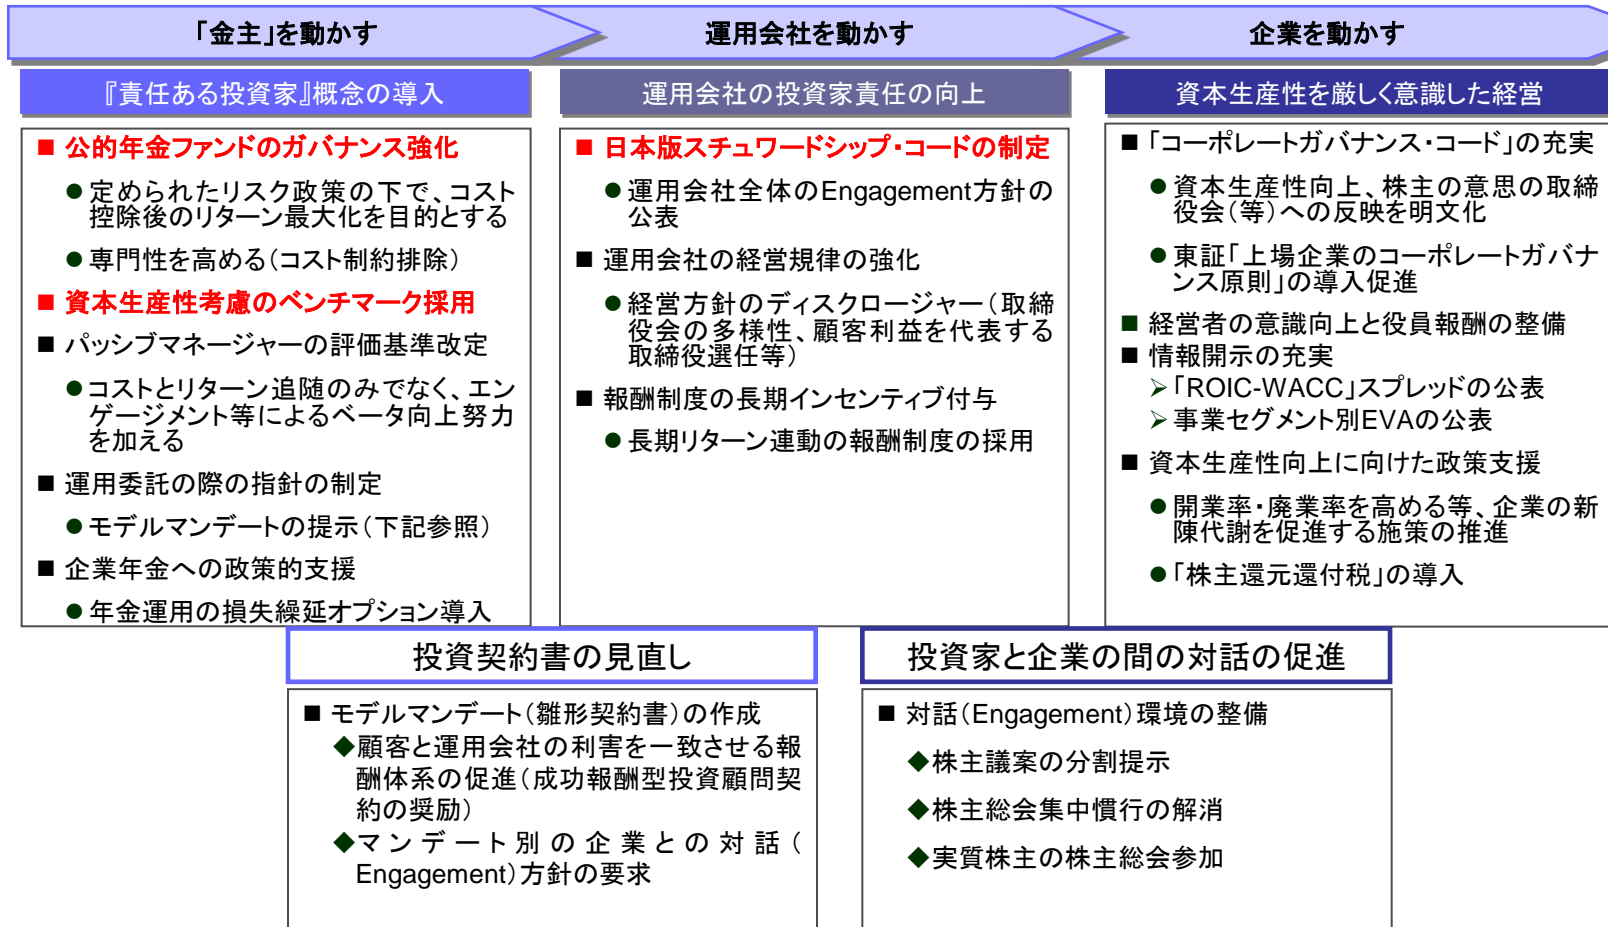 「金主」を動かす
運用会社を動かす
企業を動かす
『責任ある投資家』概念の導入
■ 公的年金ファンドのガバナンス強化
●定められたリスク政策の下で、コスト
控除後のリターン最大化を目的とする
●専門性を高める(コスト制約排除)
■ 資本生産性考慮のベンチマーク採用
■ パッシブマネージャーの評価基準改定
●コストとリターン追随のみでなく、エン
ゲージメント等によるベータ向上努力
を加える
■ 運用委託の際の指針の制定
●モデルマンデートの提示(下記参照)
■ 企業年金への政策的支援
●年金運用の損失繰延オプション導入
運用会社の投資家責任の向上
■ 日本版スチュワードシップ・コードの制定
●運用会社全体のEngagement方針の
公表
■ 運用会社の経営規律の強化
●経営方針のディスクロージャー(取締
役会の多様性、顧客利益を代表する
取締役選任等)
■ 報酬制度の長期インセンティブ付与
●長期リターン連動の報酬制度の採用
資本生産性を厳しく意識した経営
■ 「コーポレートガバナンス・コード」の充実
●資本生産性向上、株主の意思の取締
役会(等)への反映を明文化
●東証「上場企業のコーポレートガバナ
ンス原則」の導入促進
■ 経営者の意識向上と役員報酬の整備
■ 情報開示の充実
➢「ROIC-WACC」スプレッドの公表
➢事業セグメント別EVAの公表
■ 資本生産性向上に向けた政策支援
●開業率・廃業率を高める等、企業の新
陳代謝を促進する施策の推進
●「株主還元還付税」の導入
投資契約書の見直し
■ モデルマンデート(雛形契約書)の作成
◆顧客と運用会社の利害を一致させる報
酬体系の促進(成功報酬型投資顧問契
約の奨励)
◆マンデート別の企業との対話(
Engagement)方針の要求
投資家と企業の間の対話の促進
■ 対話(Engagement)環境の整備
◆株主議案の分割提示
◆株主総会集中慣行の解消
◆実質株主の株主総会参加